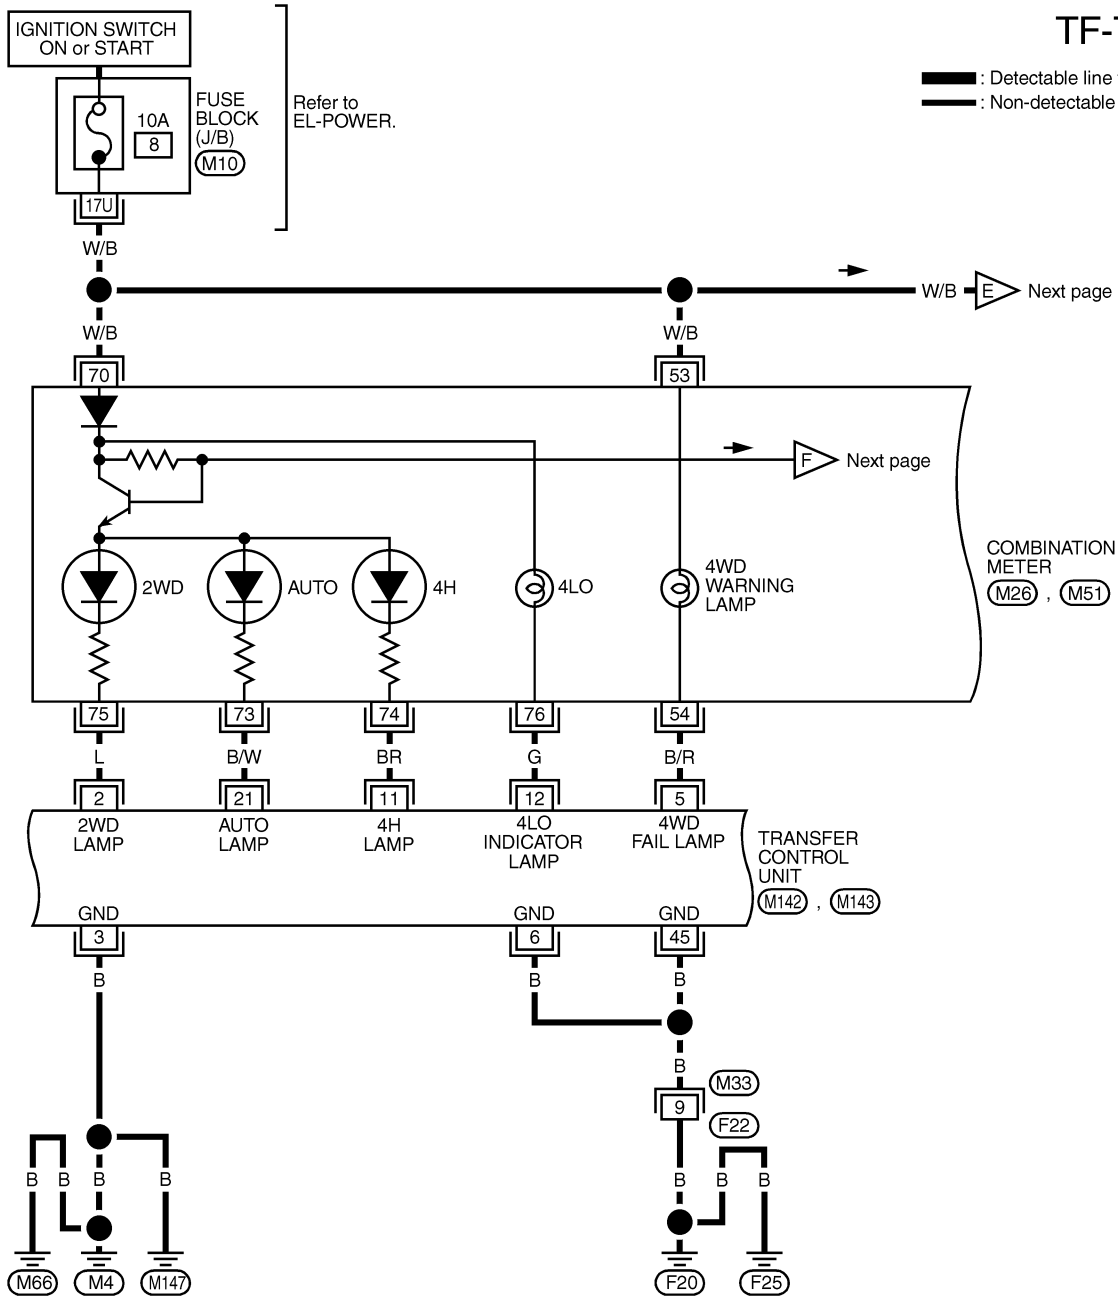 TF-
IGNITION SWITCH
ON or START
: Detectable line
: Non-detectable
10A
8
FUSE
BLOCK
(J/B)
M10
Refer to
EL-POWER.
17U
W/B
W/B
E
Next page
W/B
W/B
70
53
F
Next page
2WD
AUTO
4H
4LO
4WD
WARNING
LAMP
COMBINATION
METER
M26 , M51
75
73
74
76
54
L
B/W
BR
G
B/R
2
21
11
12
5
2WD
LAMP
AUTO
LAMP
4H
LAMP
4LO
INDICATOR
LAMP
4WD
FAIL LAMP
TRANSFER
CONTROL
UNIT
M142 , M143
GND
GND
GND
3
6
45
B
B
B
B
M33
9
F22
B
B
B
B
B
B
B
M66
M4
M147
F20
F25